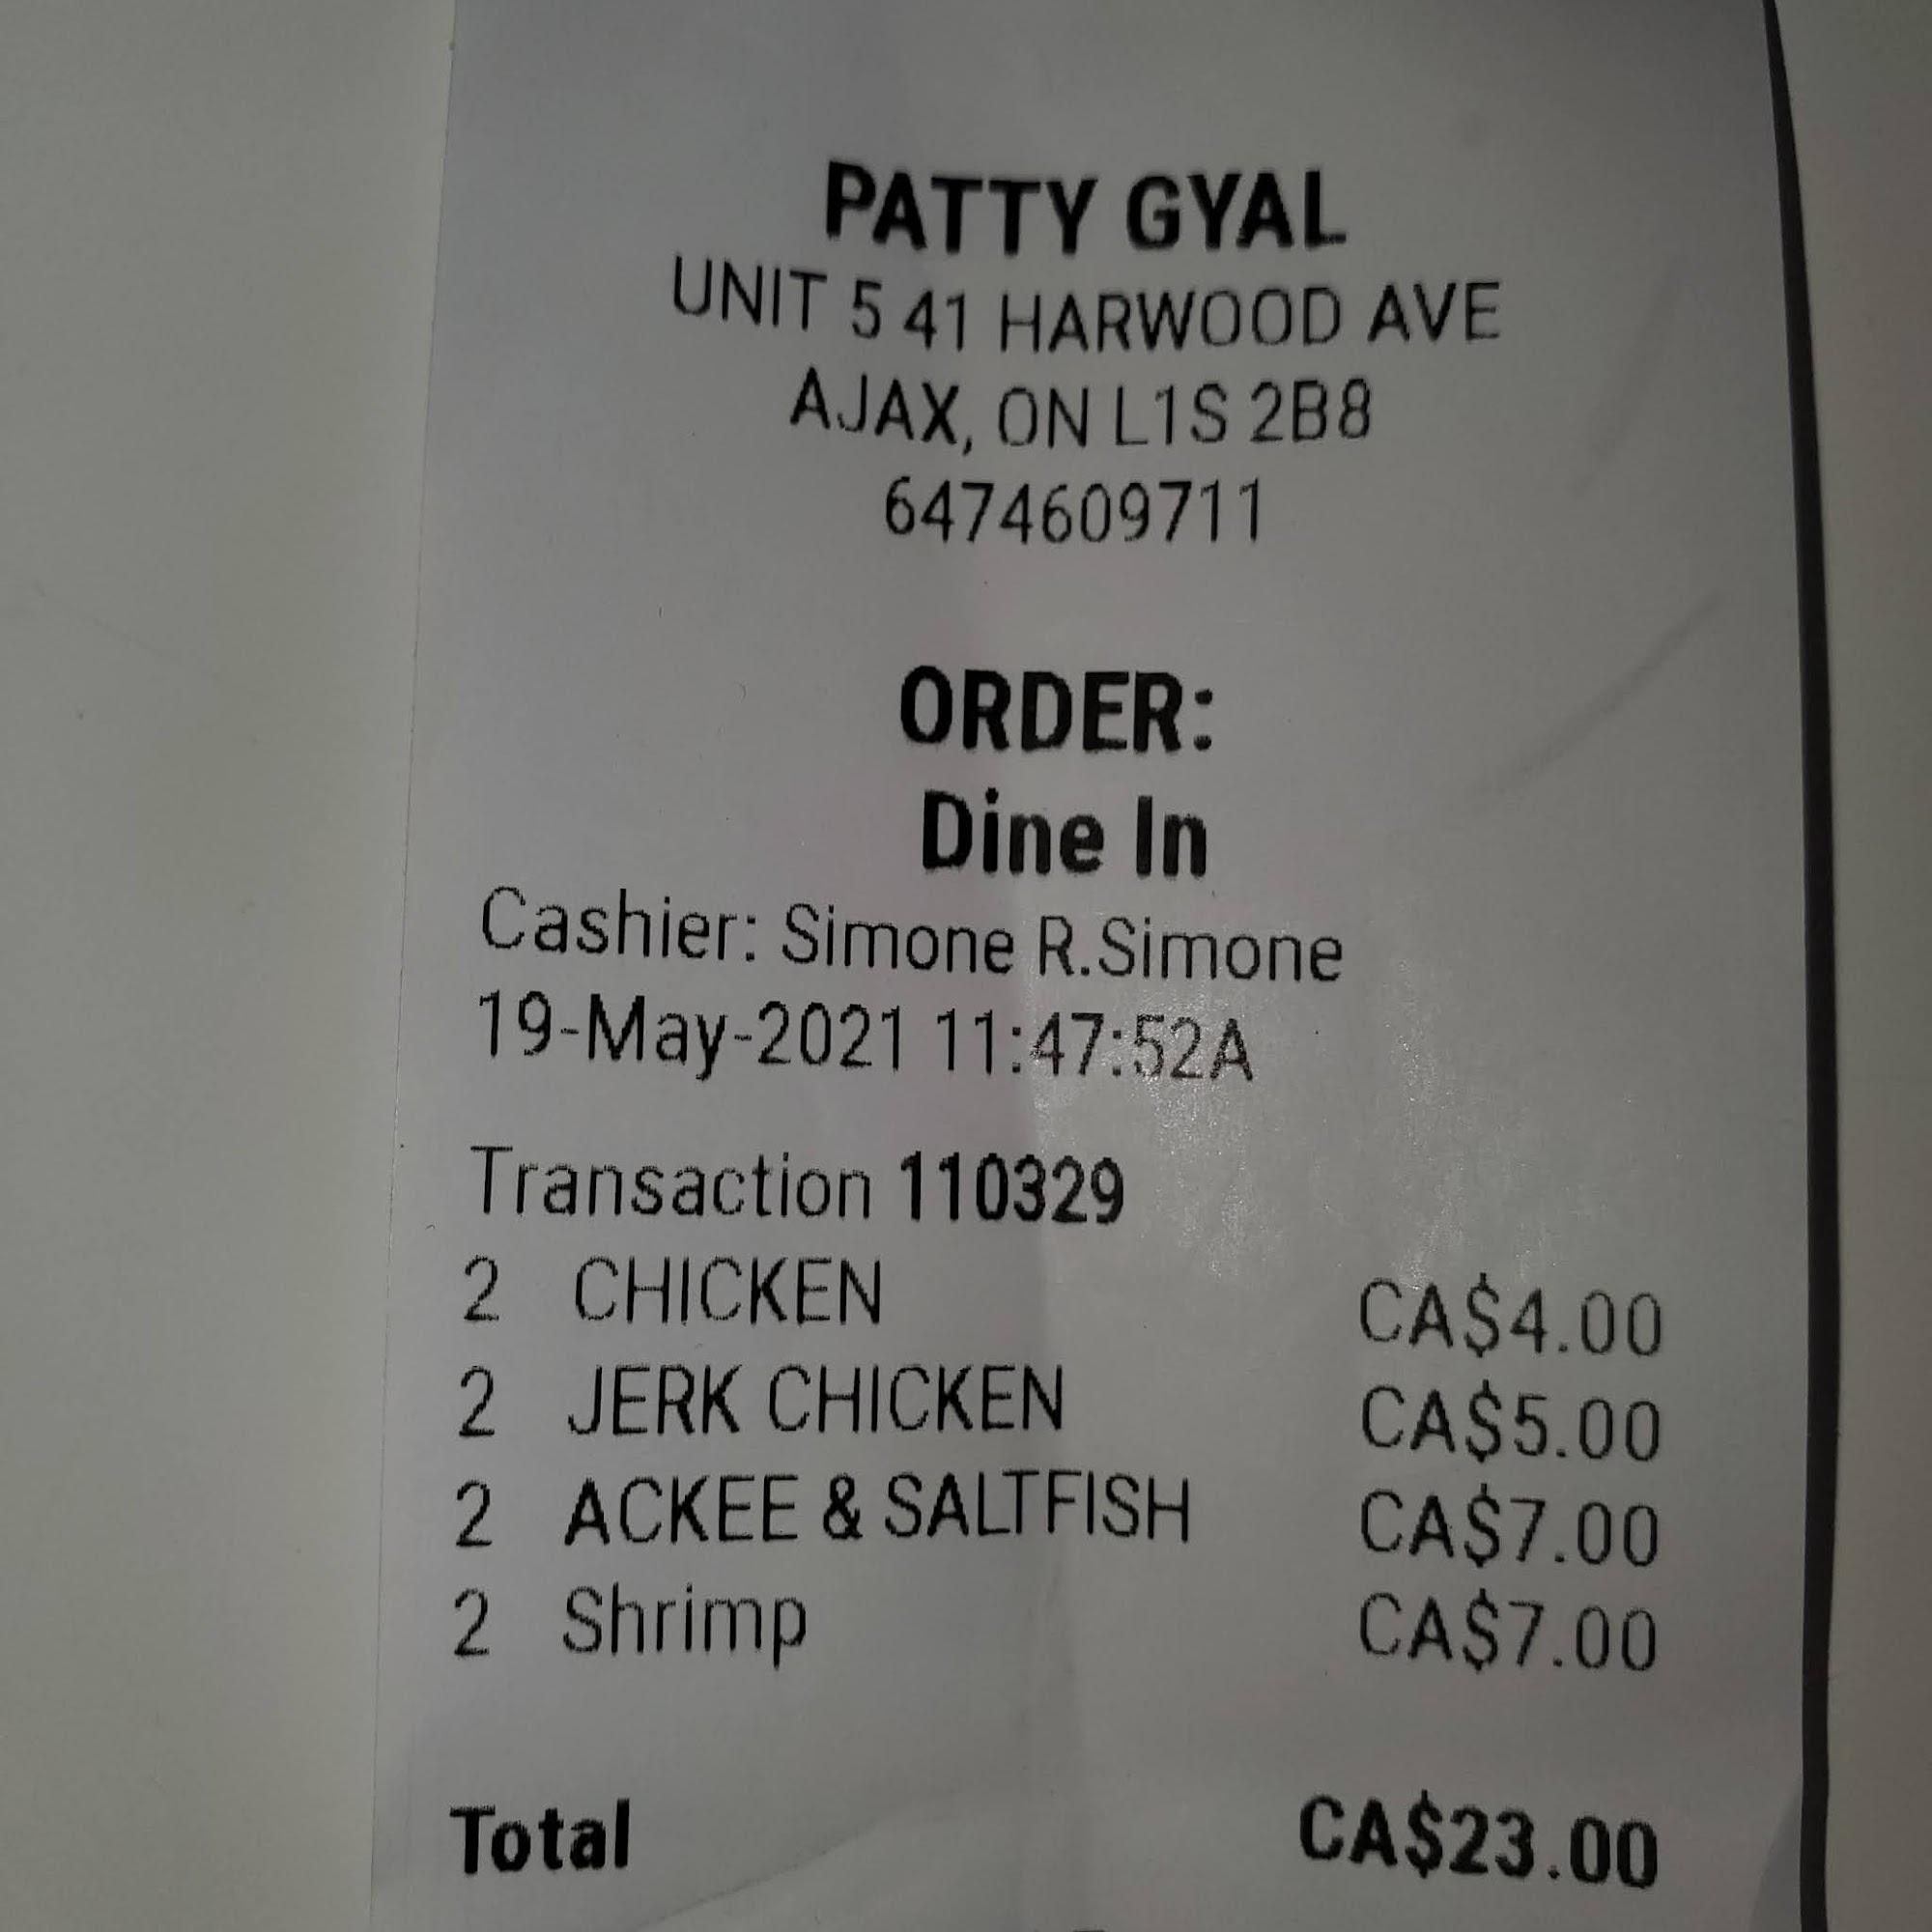 PATTY GYAL
UNIT 5 41 HARWOOD AVE
AJAX, ON L1S 2B8
6474609711
ORDER:
Dine In
Cashier: Simone R.Simone
19-May-2021 11:47:52A
Transaction 110329
2 CHICKEN CA$4.00
2 JERK CHICKEN CA$5.00
2 ACKEE & SALTFISH CA$7.00
2 Shrimp CA$7.00
Total CA$23.00